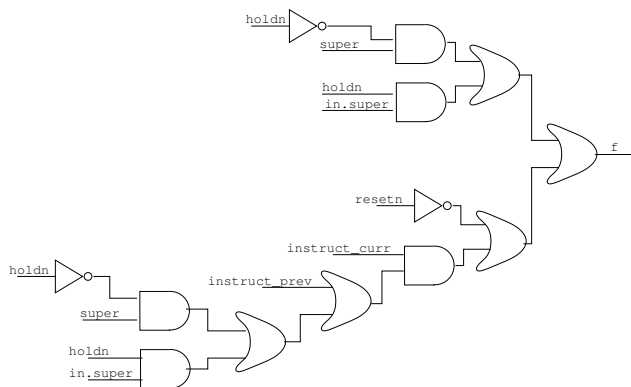 holdn
super
holdn
in.super
f
resetn
instruct_curr
holdn
instruct_prev
super
holdn
in.super